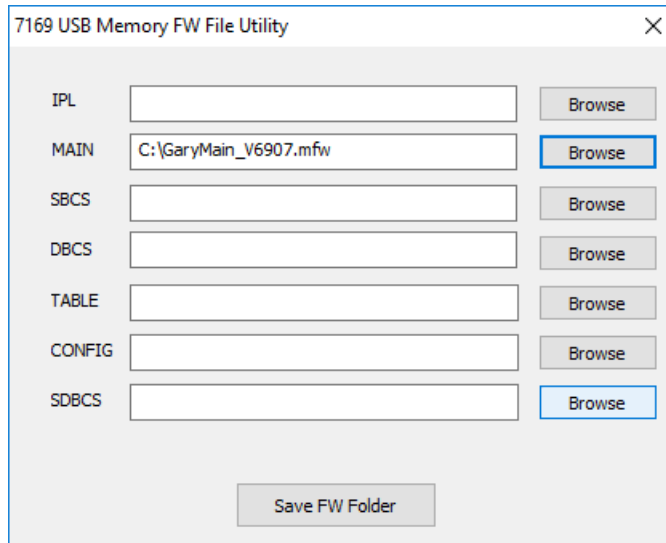 7169 USB Memory FW File Utility
IPL Browse
MAIN C:\GaryMain_V6907.mfw Browse
SBCS Browse
DBCS Browse
TABLE Browse
CONFIG Browse
SDBCS Browse
Save FW Folder